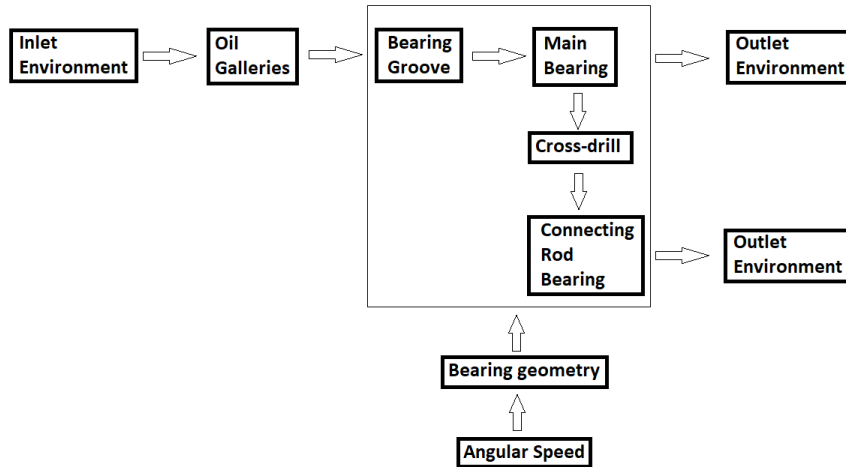 Inlet
Environment
Oil
Galleries
Bearing
Groove
Main
Bearing
Outlet
Environment
Cross-drill
Connecting
Rod
Bearing
Outlet
Environment
Bearing geometry
Angular Speed